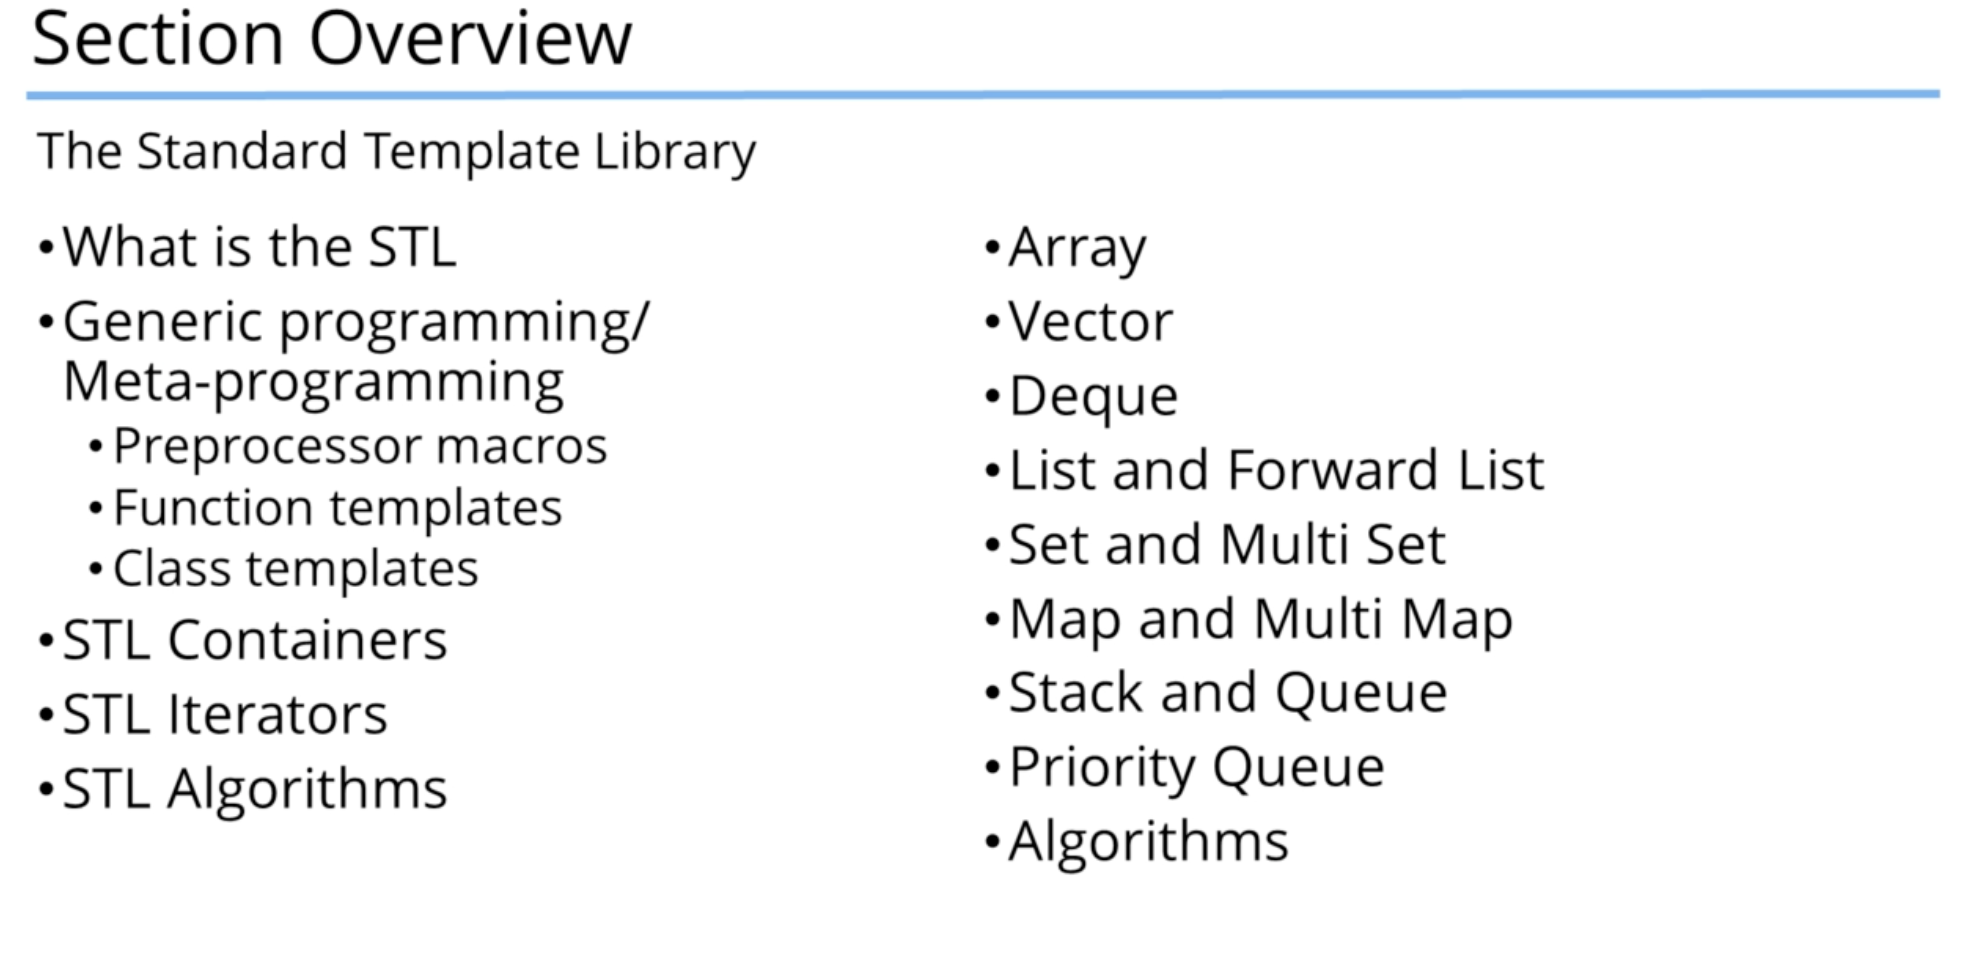 Section Overview
The Standard Template Library
•What is the STL
•Generic programming/
Meta-programming
•Preprocessor macros
•Function templates
•Class templates
•STL Containers
•STL Iterators
•STL Algorithms
•Array
•Vector
•Deque
•List and Forward List
•Set and Multi Set
•Map and Multi Map
•Stack and Queue
•Priority Queue
•Algorithms